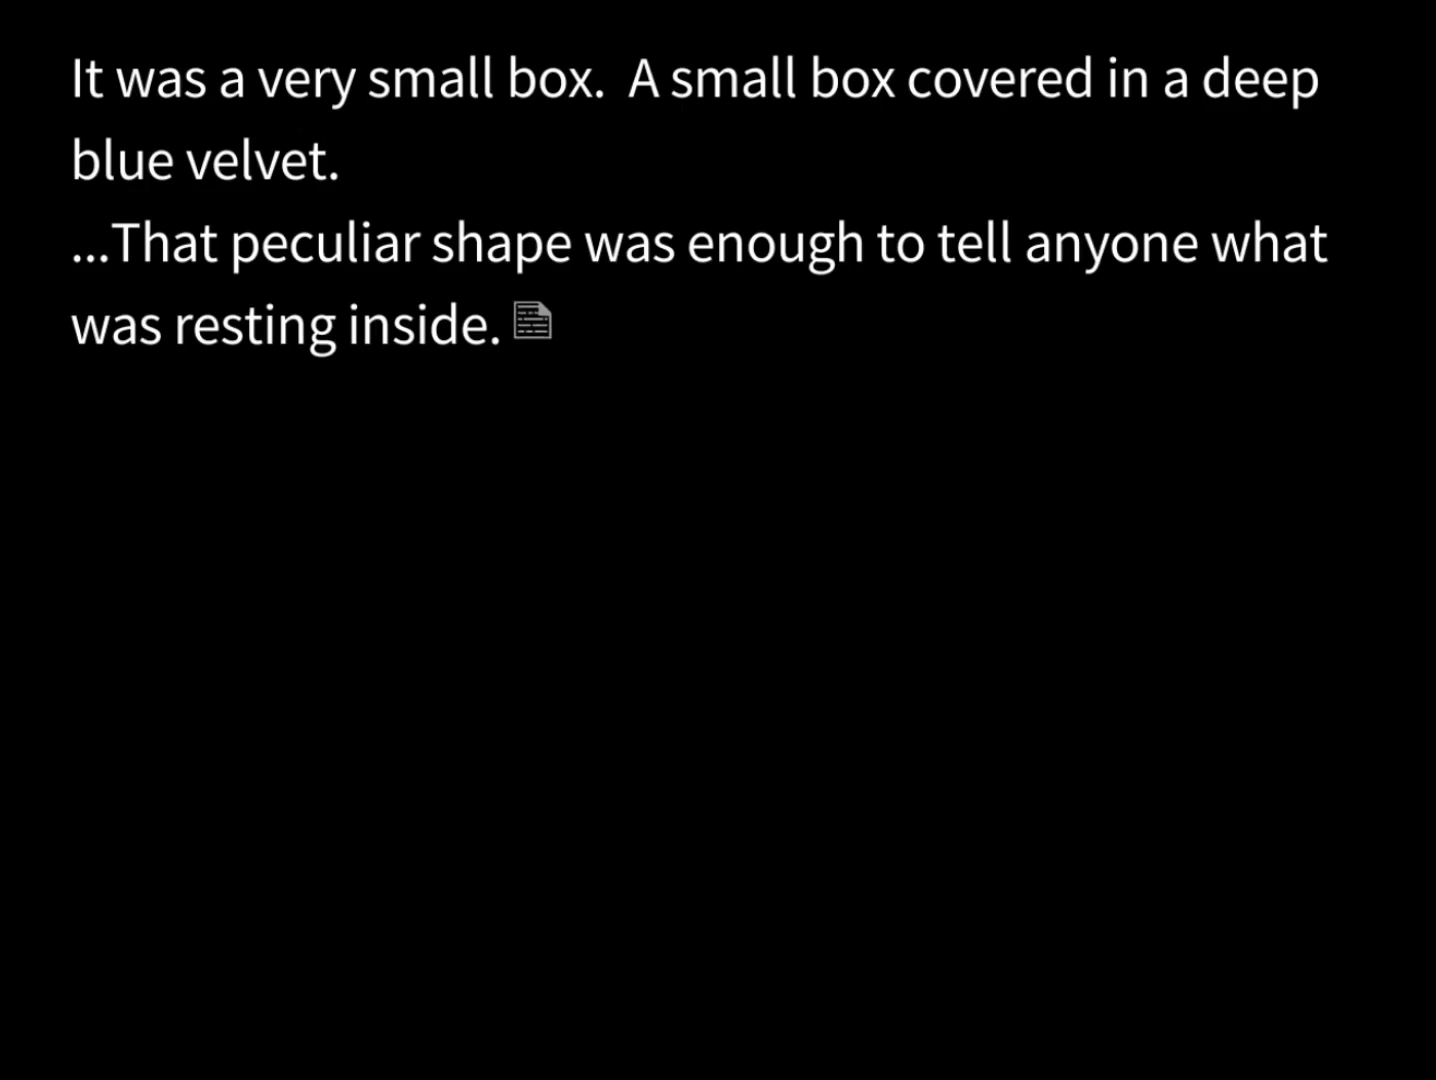 It was a very small box.  A small box covered in a deep
blue velvet.
...That peculiar shape was enough to tell anyone what
was resting inside.